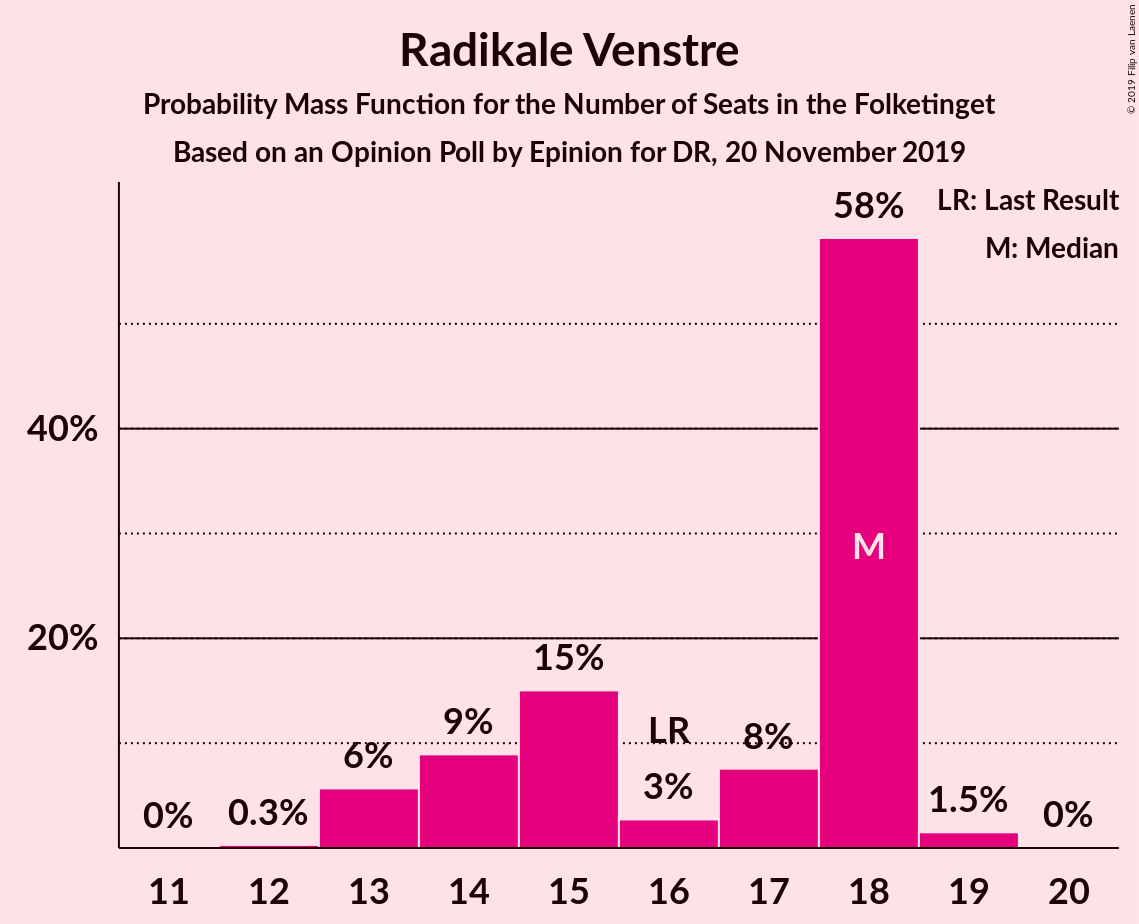 Radikale Venstre
Probability Mass Function for the Number of Seats in the Folketinget
Based on an Opinion Poll by Epinion for DR, 20 November 2019
© 2019 Filip van Laenen
LR: Last Result
M: Median
40%
20%
0%
0.3%
6%
9%
15%
LR
3%
8%
58%
M
1.5%
0%
11 12 13 14 15 16 17 18 19 20